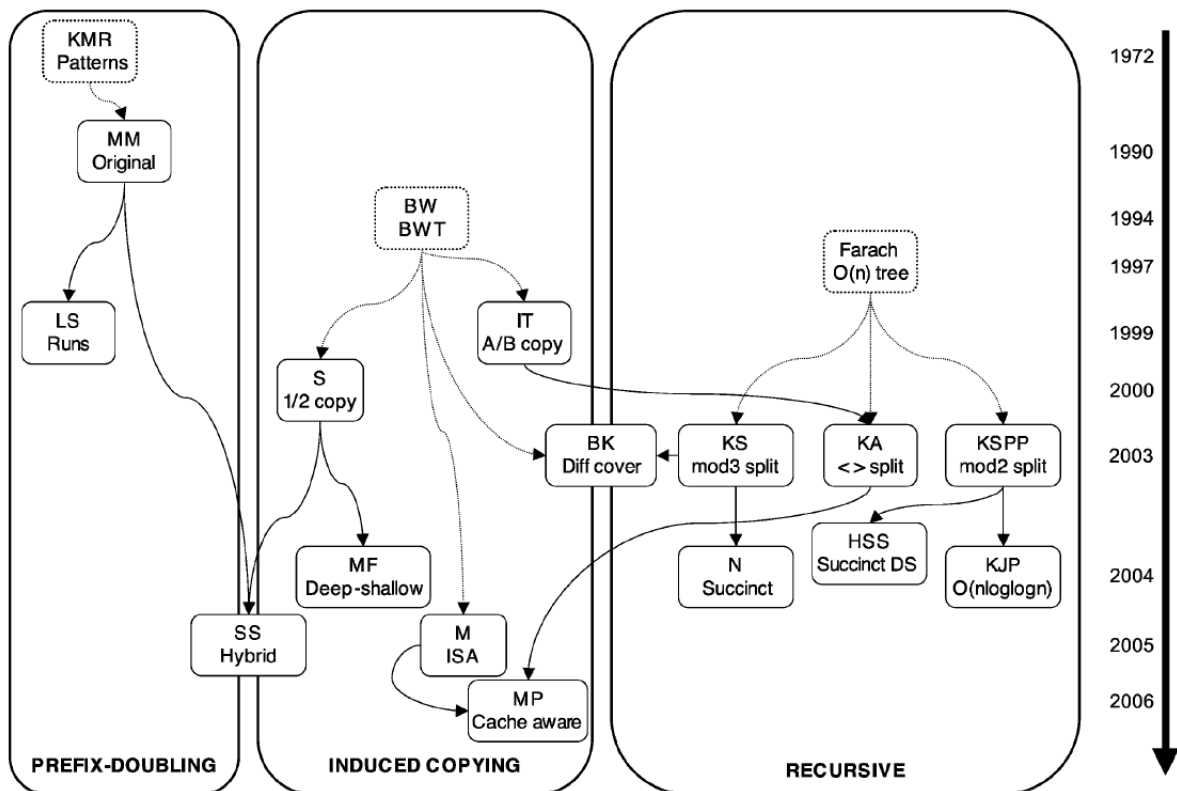 KMR
Patterns
1972
MM
Original
1990
BW
BWT
1994
Farach
O(n) tree
1997
LS
Runs
IT
A/B copy
1999
S
1/2 copy
2000
BK
Diff cover
KS
mod3 split
KA
<> split
KSPP
mod2 split
2003
MF
Deep-shallow
N
Succinct
HSS
Succinct DS
KJP
O(nloglogn)
2004
SS
Hybrid
M
ISA
2005
MP
Cache aware
2006
PREFIX-DOUBLING
INDUCED COPYING
RECURSIVE